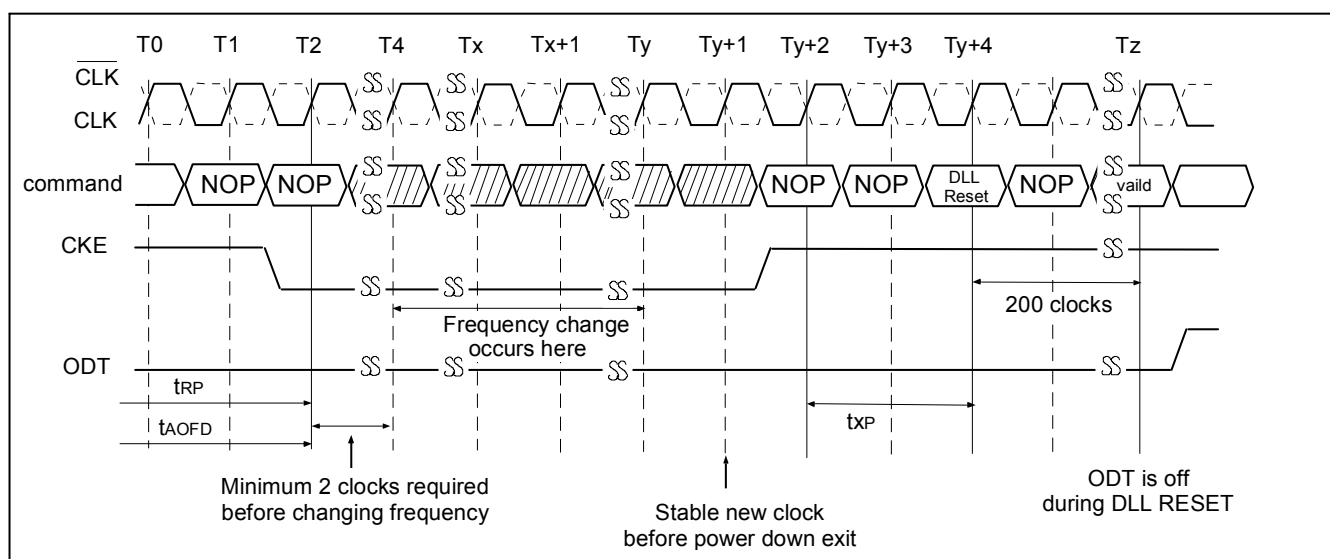 T0 T1 T2 T4 Tx Tx+1 Ty Ty+1 Ty+2 Ty+3 Ty+4 Tz
CLK
CLK
command NOP NOP NOP NOP DLL Reset NOP vaild
CKE
200 clocks
Frequency change
occurs here
ODT
tRP
tXP
tAOFD
Minimum 2 clocks required
before changing frequency
Stable new clock
before power down exit
ODT is off
during DLL RESET